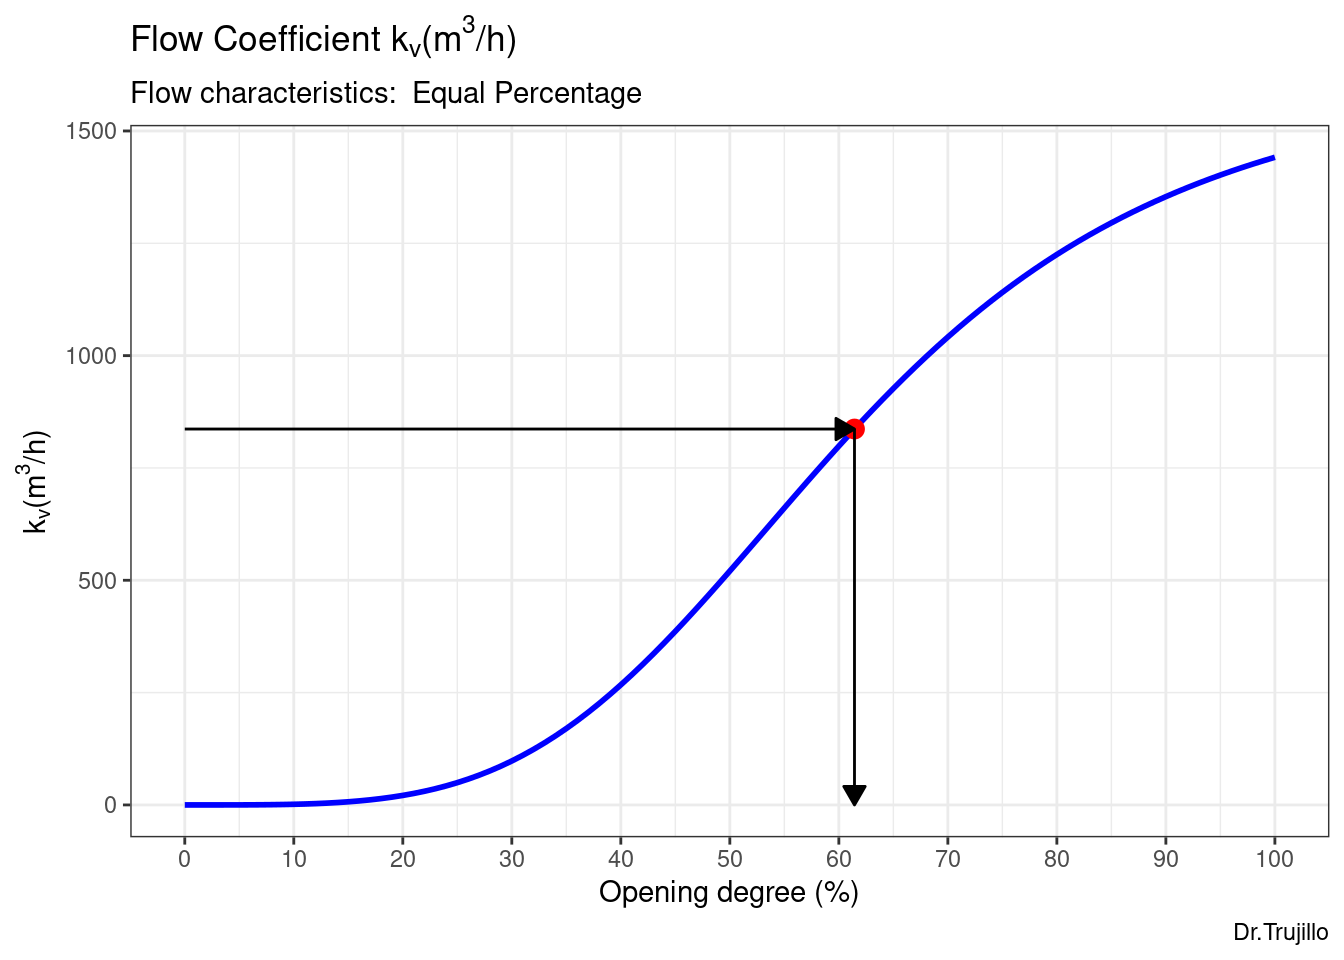 Flow Coefficient kᵥ(m³/h)
Flow characteristics:  Equal Percentage
1500
1000
500
0
kᵥ(m³/h)
0 10 20 30 40 50 60 70 80 90 100
Opening degree (%)
Dr.Trujillo